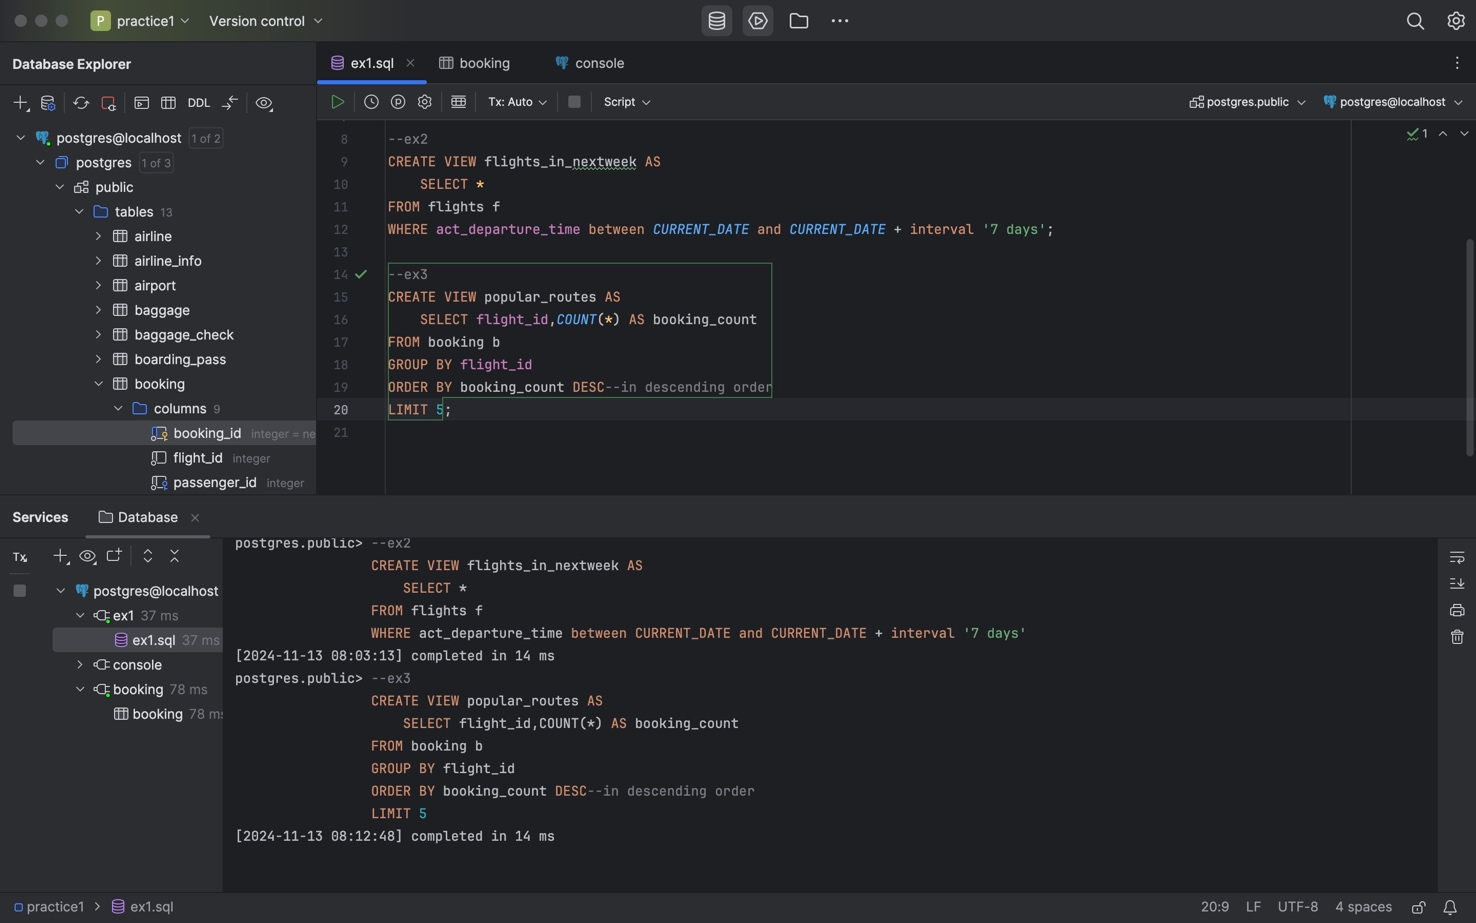 P practice1 Version control
Database Explorer
ex1.sql booking console
DDL
Tx: Auto Script postgres.public postgres@localhost
postgres@localhost 1 of 2
postgres 1 of 3
public
tables 13
airline
airline_info
airport
baggage
baggage_check
boarding_pass
booking
columns 9
booking_id integer = ne
flight_id integer
passenger_id integer
1
8 --ex2
9 CREATE VIEW flights_in_nextweek AS
10 SELECT *
11 FROM flights f
12 WHERE act_departure_time between CURRENT_DATE and CURRENT_DATE + interval '7 days';
13
14 --ex3
15 CREATE VIEW popular_routes AS
16 SELECT flight_id,COUNT(*) AS booking_count
17 FROM booking b
18 GROUP BY flight_id
19 ORDER BY booking_count DESC--in descending order
20 LIMIT 5;
21
Services Database
Tx
postgres@localhost
ex1 37 ms
ex1.sql 37 ms
console
booking 78 ms
booking 78 ms
postgres.public> --ex2
CREATE VIEW flights_in_nextweek AS
SELECT *
FROM flights f
WHERE act_departure_time between CURRENT_DATE and CURRENT_DATE + interval '7 days'
[2024-11-13 08:03:13] completed in 14 ms
postgres.public> --ex3
CREATE VIEW popular_routes AS
SELECT flight_id,COUNT(*) AS booking_count
FROM booking b
GROUP BY flight_id
ORDER BY booking_count DESC--in descending order
LIMIT 5
[2024-11-13 08:12:48] completed in 14 ms
practice1 > ex1.sql 20:9 LF UTF-8 4 spaces